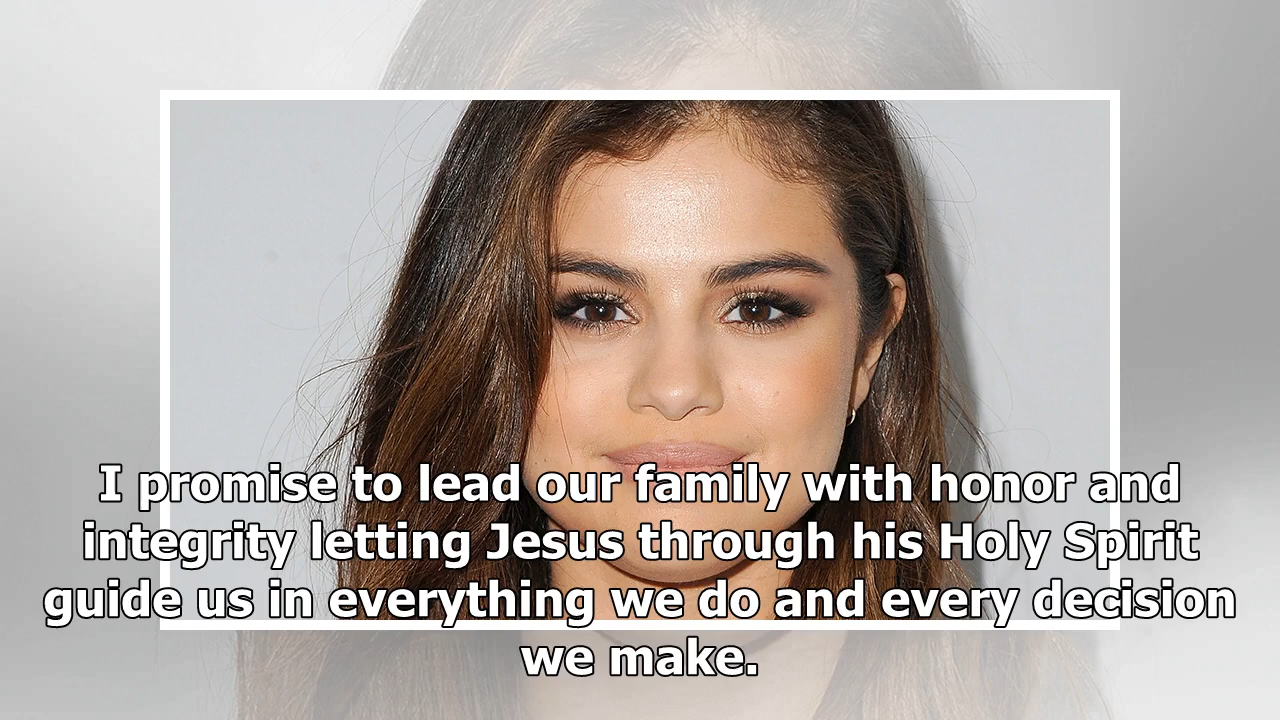 I promise to lead our family with honor and
integrity letting Jesus through his Holy Spirit
guide us in everything we do and every decision
we make.